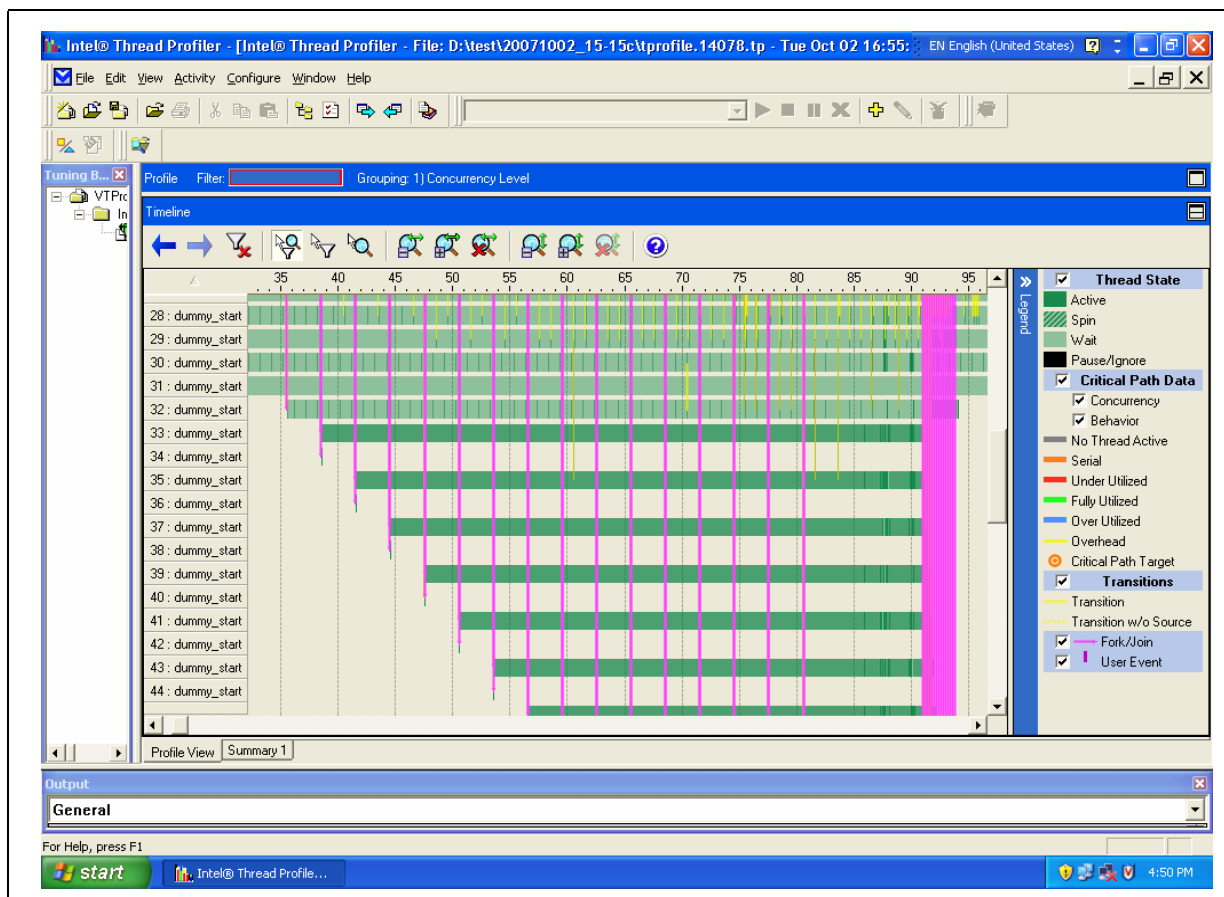 Intel® Thread Profiler - [Intel® Thread Profiler - File: D:\test\20071002_15-15c\tprofile.14078.tp - Tue Oct 02 16:55:
EN English (United States)
File Edit View Activity Configure Window Help
Tuning B...
VTPro
In
Profile Filter: Grouping: 1) Concurrency Level
Timeline
35 40 45 50 55 60 65 70 75 80 85 90 95
28 : dummy_start
29 : dummy_start
30 : dummy_start
31 : dummy_start
32 : dummy_start
33 : dummy_start
34 : dummy_start
35 : dummy_start
36 : dummy_start
37 : dummy_start
38 : dummy_start
39 : dummy_start
40 : dummy_start
41 : dummy_start
42 : dummy_start
43 : dummy_start
44 : dummy_start
Legend
Thread State
Active
Spin
Wait
Pause/Ignore
Critical Path Data
Concurrency
Behavior
No Thread Active
Serial
Under Utilized
Fully Utilized
Over Utilized
Overhead
Critical Path Target
Transitions
Transition
Transition w/o Source
Fork/Join
User Event
Profile View Summary 1
Output
General
For Help, press F1
start
Intel® Thread Profile...
4:50 PM